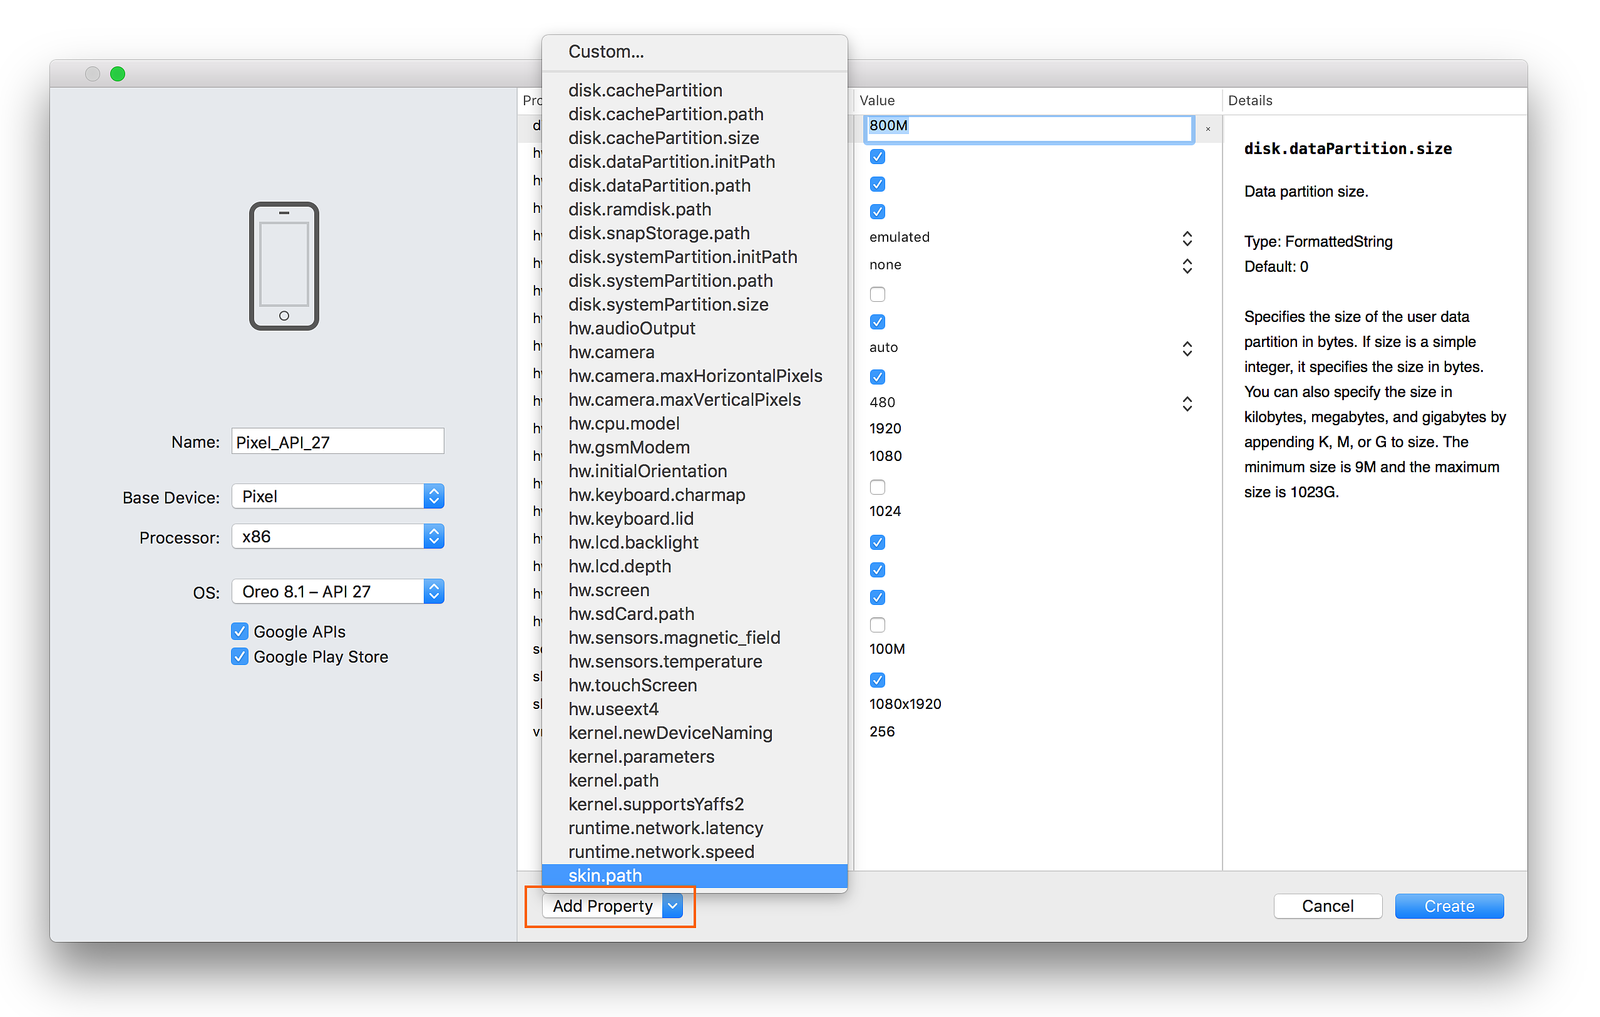 Name:
Pixel_API_27
Base Device:
Pixel
Processor:
x86
OS:
Oreo 8.1 – API 27
Google APIs
Google Play Store
Custom...
disk.cachePartition
disk.cachePartition.path
disk.cachePartition.size
disk.dataPartition.initPath
disk.dataPartition.path
disk.ramdisk.path
disk.snapStorage.path
disk.systemPartition.initPath
disk.systemPartition.path
disk.systemPartition.size
hw.audioOutput
hw.camera
hw.camera.maxHorizontalPixels
hw.camera.maxVerticalPixels
hw.cpu.model
hw.gsmModem
hw.initialOrientation
hw.keyboard.charmap
hw.keyboard.lid
hw.lcd.backlight
hw.lcd.depth
hw.screen
hw.sdCard.path
hw.sensors.magnetic_field
hw.sensors.temperature
hw.touchScreen
hw.useext4
kernel.newDeviceNaming
kernel.parameters
kernel.path
kernel.supportsYaffs2
runtime.network.latency
runtime.network.speed
skin.path
Add Property
Value
800M
emulated
none
auto
480
1920
1080
1024
100M
1080x1920
256
Details
disk.dataPartition.size
Data partition size.
Type: FormattedString
Default: 0
Specifies the size of the user data
partition in bytes. If size is a simple
integer, it specifies the size in bytes.
You can also specify the size in
kilobytes, megabytes, and gigabytes by
appending K, M, or G to size. The
minimum size is 9M and the maximum
size is 1023G.
Cancel
Create